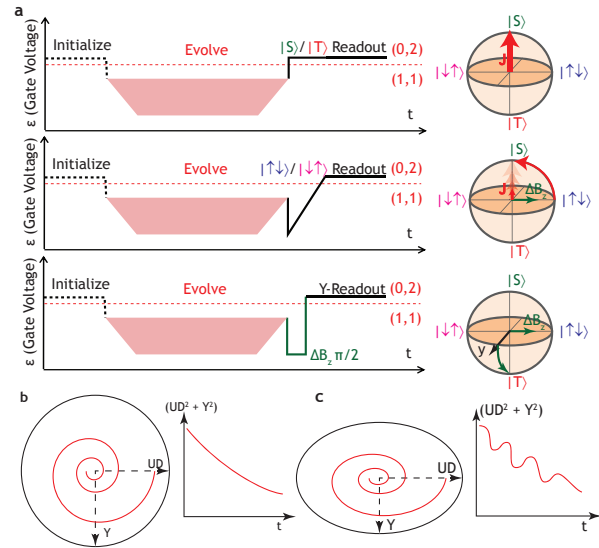 a
ε (Gate Voltage)
Initialize
Evolve
|S⟩/|T⟩
Readout
(0,2)
(1,1)
t
|S⟩
J
|↓↑⟩
|↑↓⟩
|T⟩
ε (Gate Voltage)
Initialize
Evolve
|↑↓⟩/|↓↑⟩
Readout
(0,2)
(1,1)
t
|S⟩
J
ΔB_z
|↓↑⟩
|↑↓⟩
|T⟩
ε (Gate Voltage)
Initialize
Evolve
Y-Readout
(0,2)
(1,1)
ΔB_z π/2
t
|S⟩
ΔB_z
|↓↑⟩
|↑↓⟩
y
|T⟩
b
UD
Y
(UD² + Y²)
t
c
UD
Y
(UD² + Y²)
t